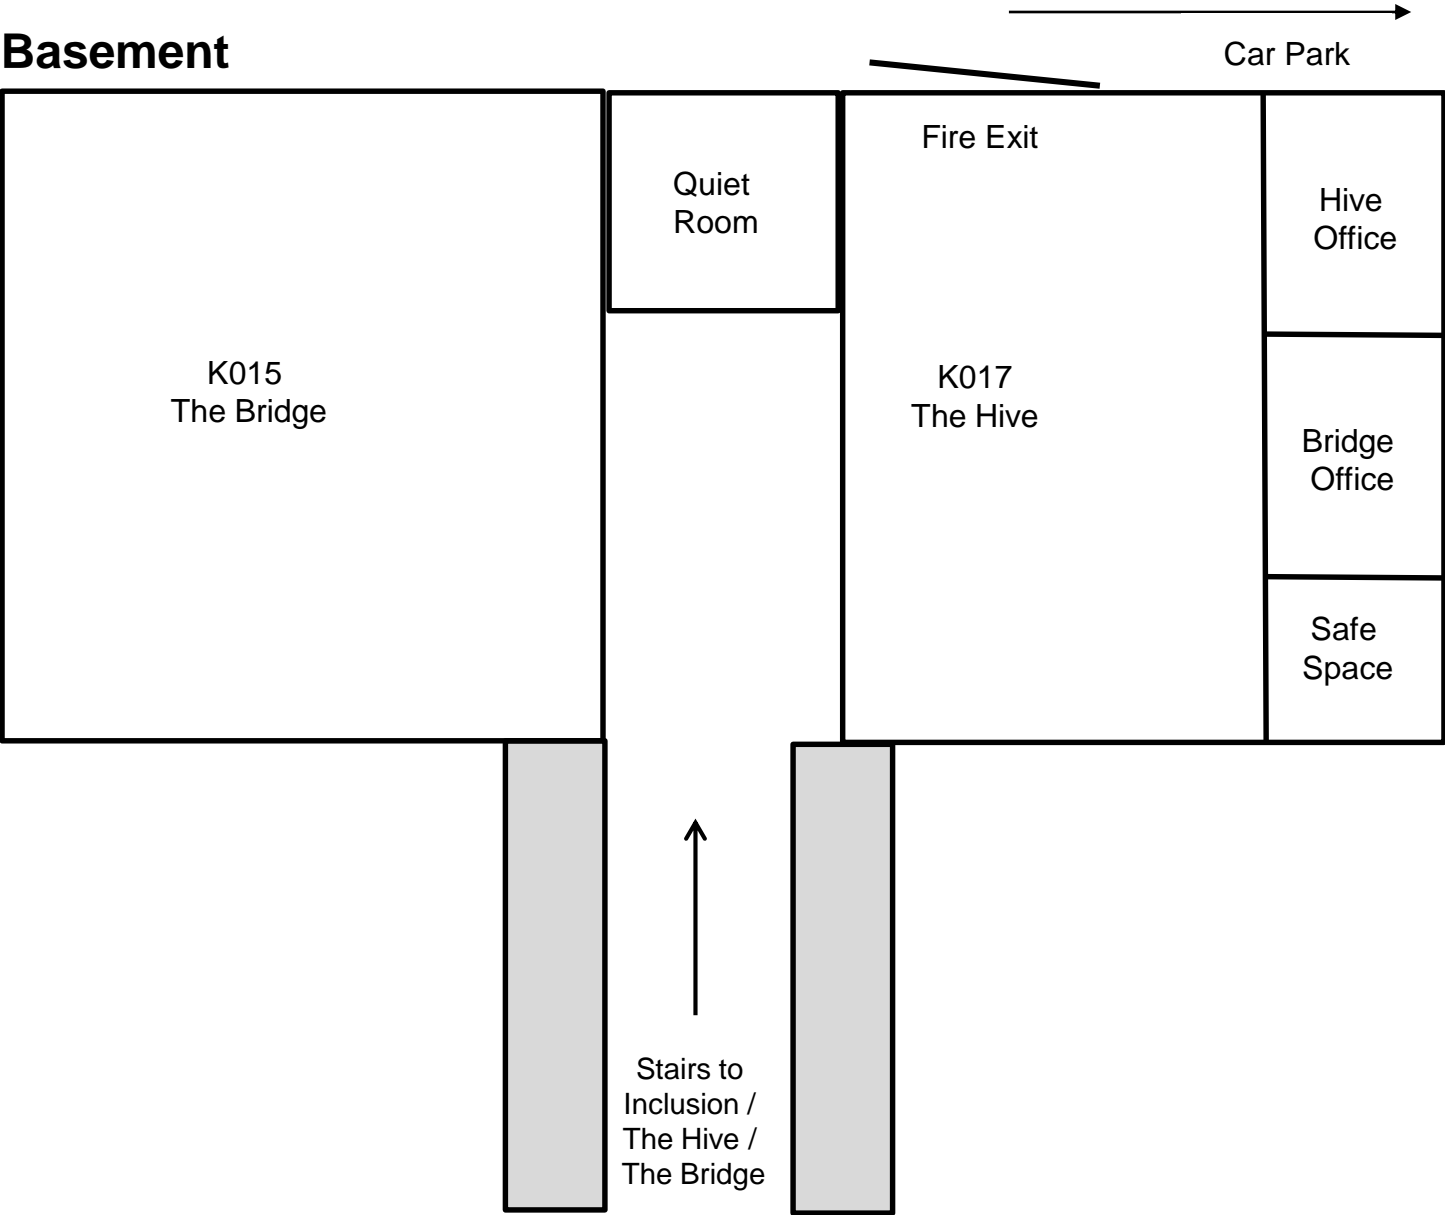 Basement
Car Park
Fire Exit
Quiet
Room
Hive
Office
K015
The Bridge
K017
The Hive
Bridge
Office
Safe
Space
Stairs to
Inclusion /
The Hive /
The Bridge